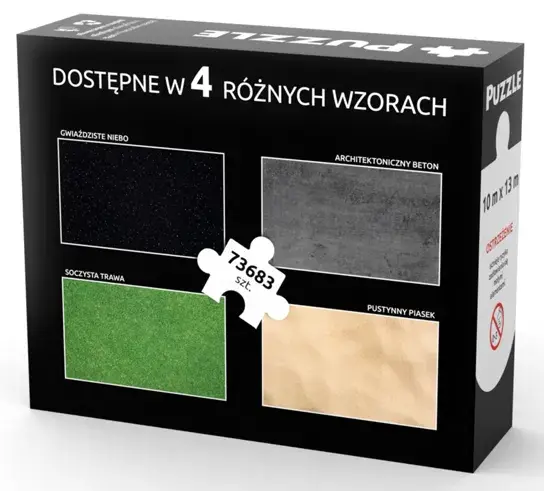 PUZZLE
DOSTĘPNE W 4 RÓŻNYCH WZORACH
GWIAŹDZISTE NIEBO
ARCHITEKTONICZNY BETON
73683
szt.
SOCZYSTA TRAWA
PUSTYNNY PIASEK
PUZZLE
10 m x 13 m
OSTRZEŻENIE